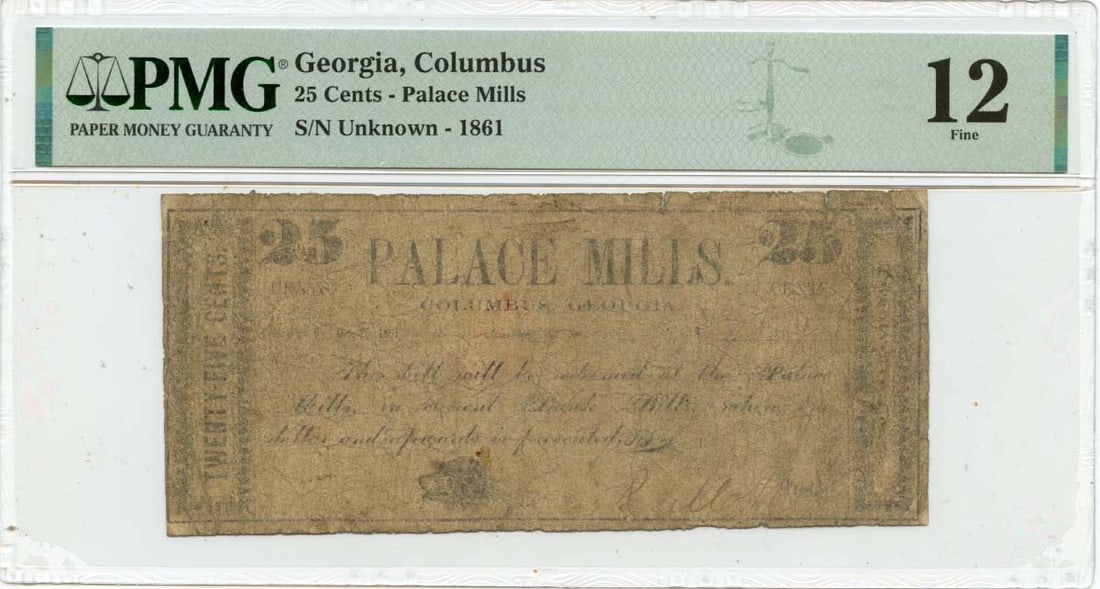 PMG®
PAPER MONEY GUARANTY
Georgia, Columbus
25 Cents - Palace Mills
S/N Unknown - 1861
12
Fine
25
CENTS.
PALACE MILLS.
25
CENTS.
COLUMBUS, GEORGIA
TWENTY FIVE CENTS.
This bill will be redeemed at the Palace
Mills, in current Bank Bills, when
dollar and upwards is presented.